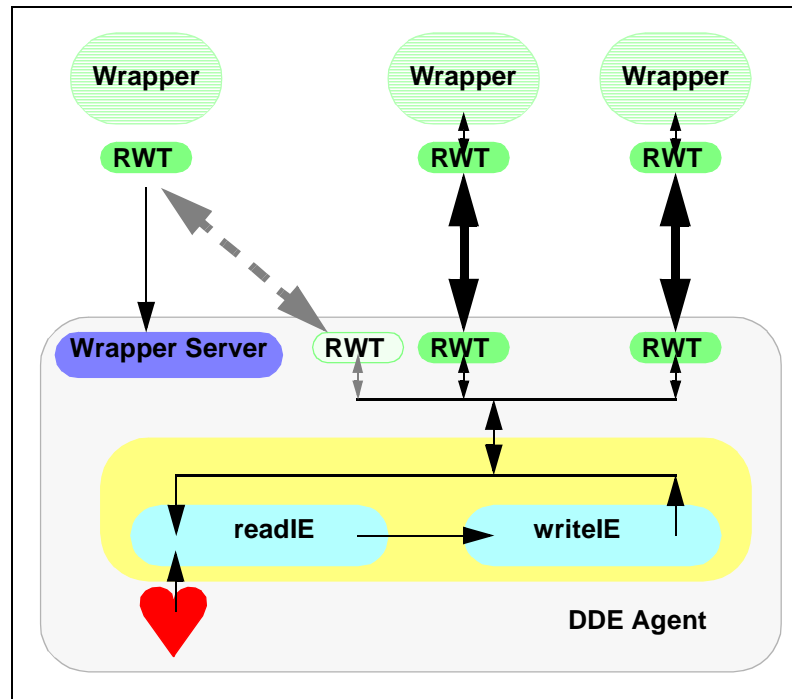 Wrapper
Wrapper
Wrapper
RWT
RWT
RWT
Wrapper Server
RWT
RWT
RWT
readIE
writeIE
DDE Agent